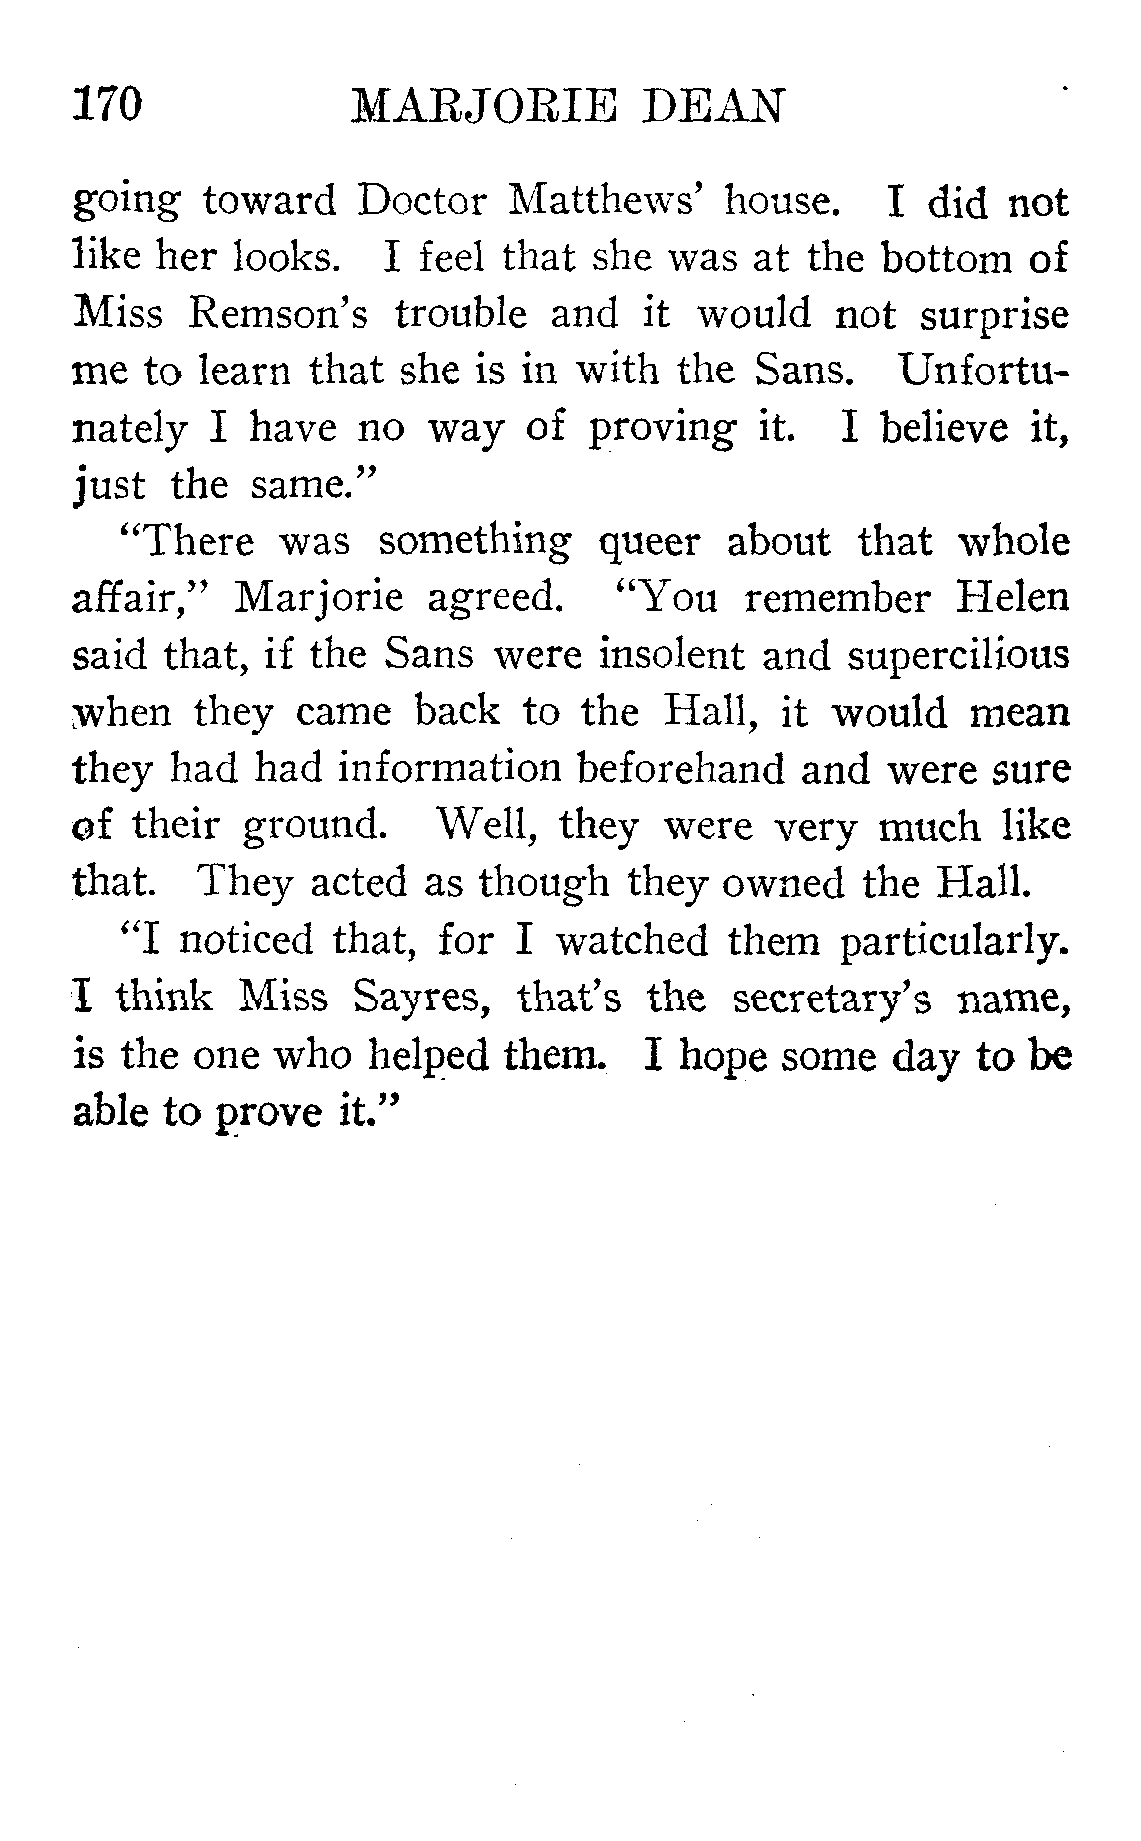 170 MARJORIE DEAN
going toward Doctor Matthews' house. I did not
like her looks. I feel that she was at the bottom of
Miss Remson's trouble and it would not surprise
me to learn that she is in with the Sans. Unfortu-
nately I have no way of proving it. I believe it,
just the same."
"There was something queer about that whole
affair," Marjorie agreed. "You remember Helen
said that, if the Sans were insolent and supercilious
when they came back to the Hall, it would mean
they had had information beforehand and were sure
of their ground. Well, they were very much like
that. They acted as though they owned the Hall.
"I noticed that, for I watched them particularly.
I think Miss Sayres, that's the secretary's name,
is the one who helped them. I hope some day to be
able to prove it."